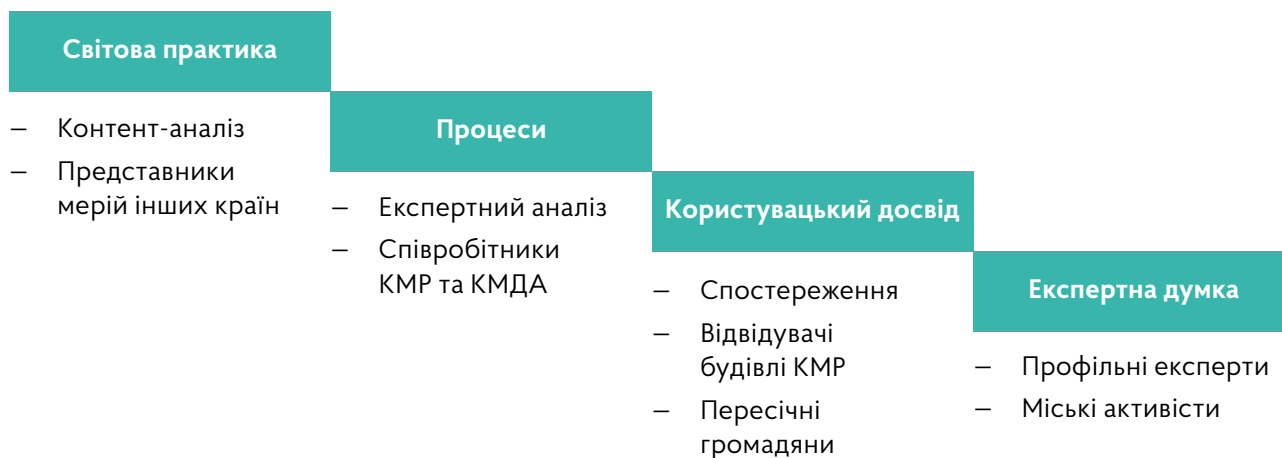 Світова практика
— Контент-аналіз
— Представники
мерій інших країн
Процеси
— Експертний аналіз
— Співробітники
КМР та КМДА
Користувацький досвід
— Спостереження
— Відвідувачі
будівлі КМР
— Пересічні
громадяни
Експертна думка
— Профільні експерти
— Міські активісти